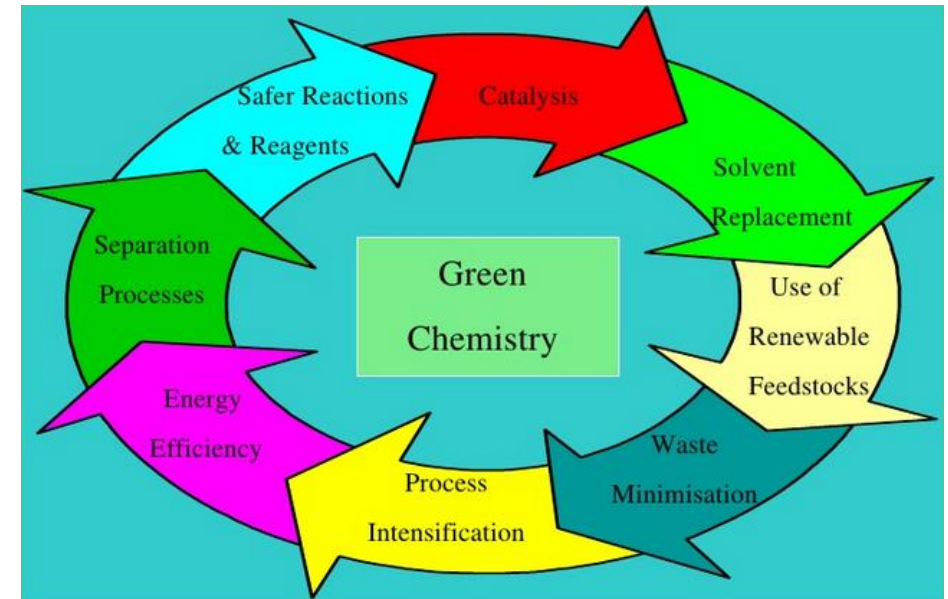 Safer Reactions
& Reagents
Catalysis
Solvent
Replacement
Use of
Renewable
Feedstocks
Waste
Minimisation
Process
Intensification
Energy
Efficiency
Separation
Processes
Green
Chemistry